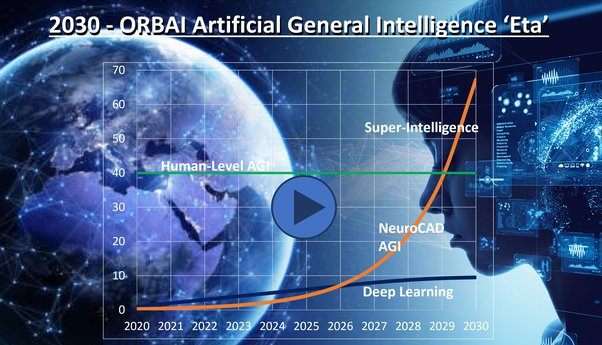 2030 - ORBAI Artificial General Intelligence ‘Eta’
70
60
Super-Intelligence
50
Human-Level AGI
40
30
NeuroCAD
AGI
20
10
Deep Learning
0
2020 2021 2022 2023 2024 2025 2026 2027 2028 2029 2030